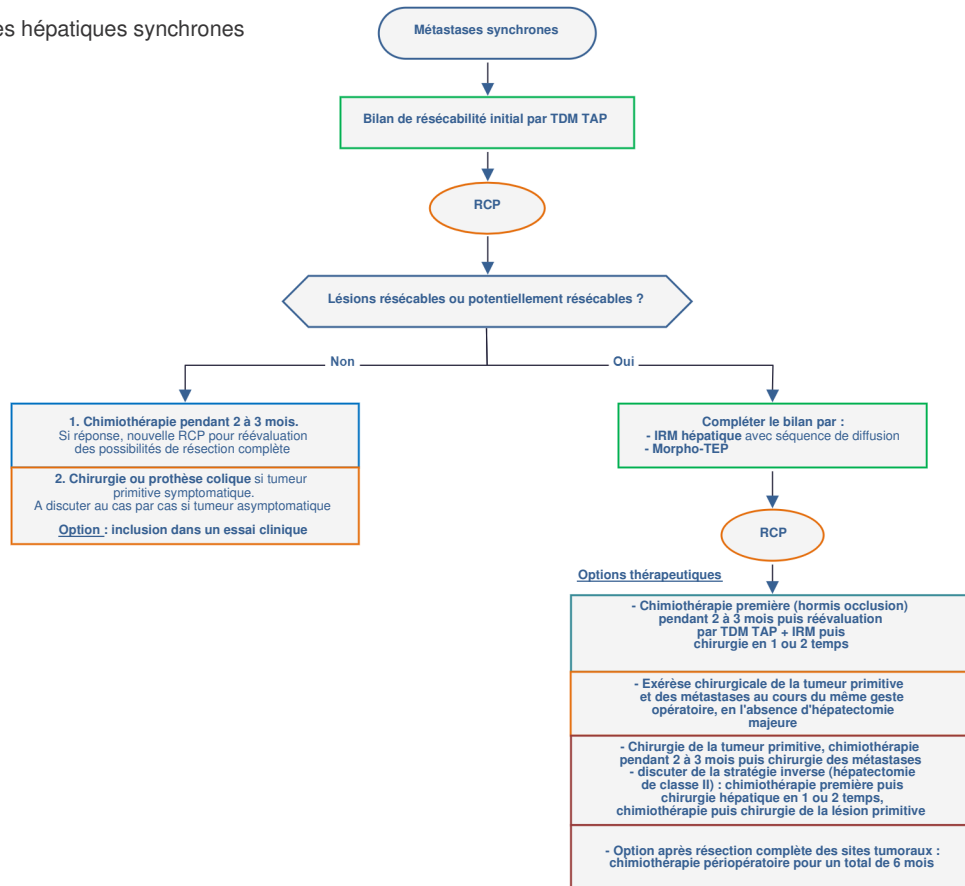 es hépatiques synchrones
Métastases synchrones
Bilan de résécabilité initial par TDM TAP
RCP
Lésions résécables ou potentiellement résécables ?
Non
Oui
1. Chimiothérapie pendant 2 à 3 mois.
Si réponse, nouvelle RCP pour réévaluation
des possibilités de résection complète
2. Chirurgie ou prothèse colique si tumeur
primitive symptomatique.
A discuter au cas par cas si tumeur asymptomatique
Option : inclusion dans un essai clinique
Compléter le bilan par :
- IRM hépatique avec séquence de diffusion
- Morpho-TEP
RCP
Options thérapeutiques
- Chimiothérapie première (hormis occlusion)
pendant 2 à 3 mois puis réévaluation
par TDM TAP + IRM puis
chirurgie en 1 ou 2 temps
- Exérèse chirurgicale de la tumeur primitive
et des métastases au cours du même geste
opératoire, en l'absence d'hépatectomie
majeure
- Chirurgie de la tumeur primitive, chimiothérapie
pendant 2 à 3 mois puis chirurgie des métastases
- discuter de la stratégie inverse (hépatectomie
de classe II) : chimiothérapie première puis
chirurgie hépatique en 1 ou 2 temps,
chimiothérapie puis chirurgie de la lésion primitive
- Option après résection complète des sites tumoraux :
chimiothérapie périopératoire pour un total de 6 mois